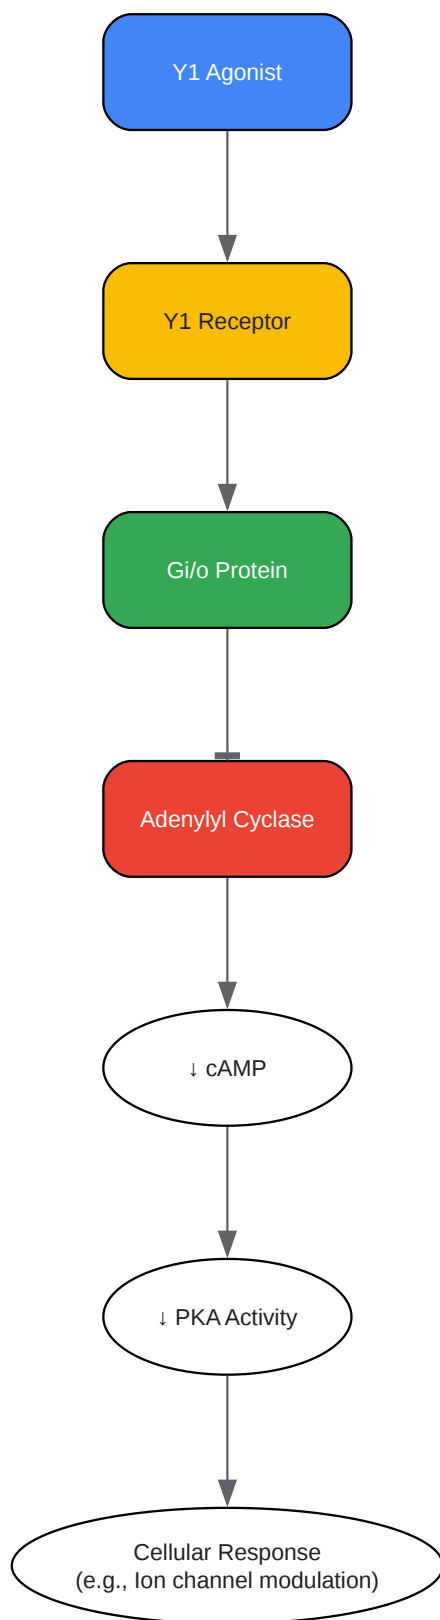 Y1 Agonist
Y1 Receptor
Gi/o Protein
Adenylyl Cyclase
↓ cAMP
↓ PKA Activity
Cellular Response
(e.g., Ion channel modulation)